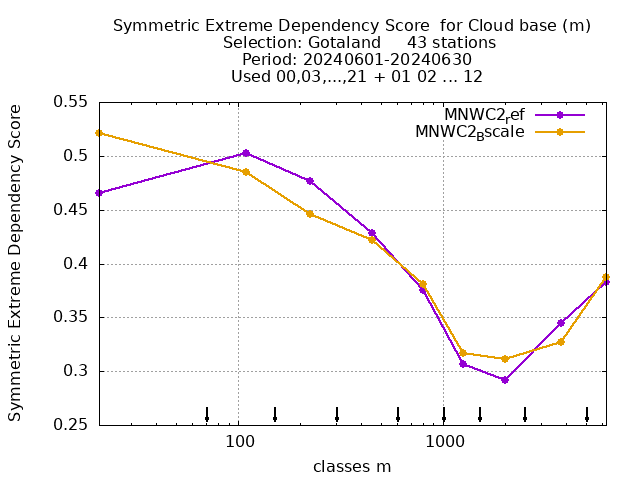 Symmetric Extreme Dependency Score  for Cloud base (m)
Selection: Gotaland     43 stations
Period: 20240601-20240630
Used 00,03,...,21 + 01 02 ... 12
MNWC2ref
MNWC2Bscale
Symmetric Extreme Dependency Score
0.55
0.5
0.45
0.4
0.35
0.3
0.25
100 1000
classes m